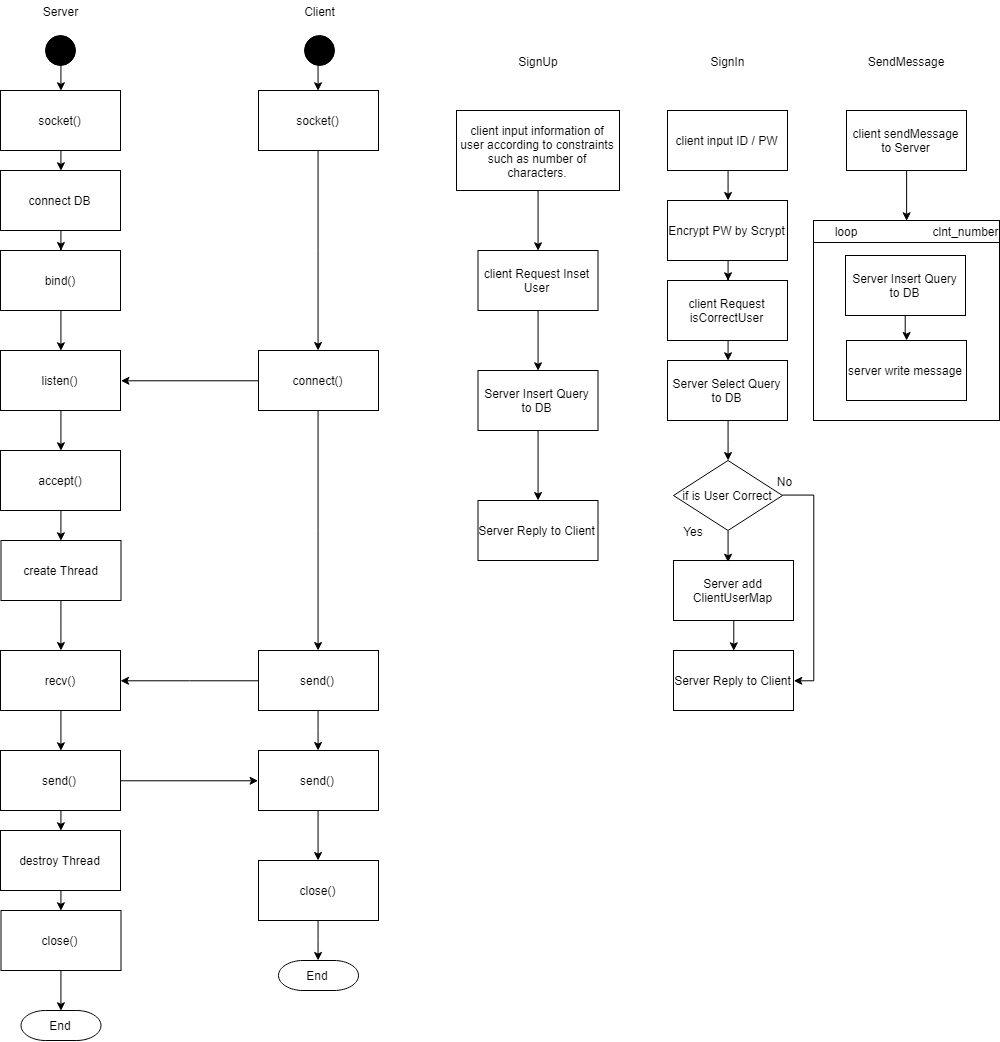 Server
socket()
connect DB
bind()
listen()
accept()
create Thread
recv()
send()
destroy Thread
close()
End
Client
socket()
connect()
send()
send()
close()
End
SignUp
client input information of
user according to constraints
such as number of
characters.
client Request Inset
User
Server Insert Query
to DB
Server Reply to Client
SignIn
client input ID / PW
Encrypt PW by Scrypt
client Request
isCorrectUser
Server Select Query
to DB
if is User Correct
No
Yes
Server add
ClientUserMap
Server Reply to Client
SendMessage
client sendMessage
to Server
loop clnt_number
Server Insert Query
to DB
server write message